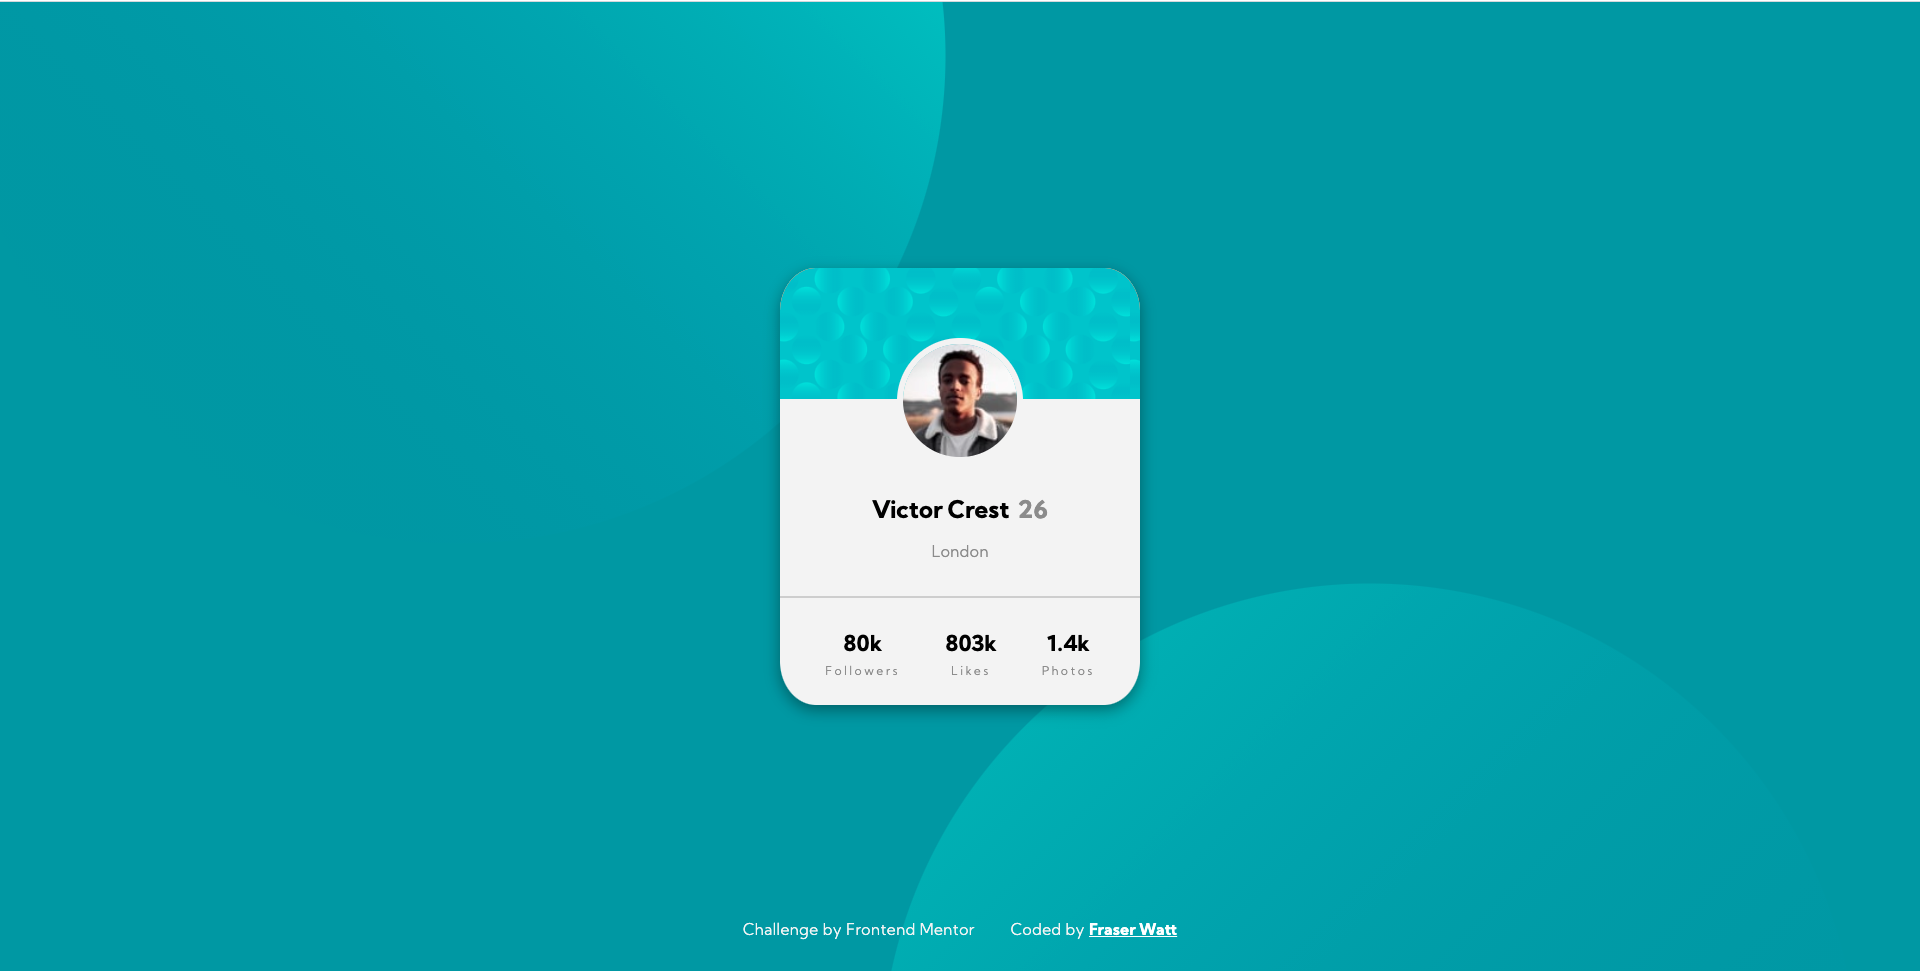 Victor Crest 26
London
80k 803k 1.4k
Followers Likes Photos
Challenge by Frontend Mentor Coded by Fraser Watt